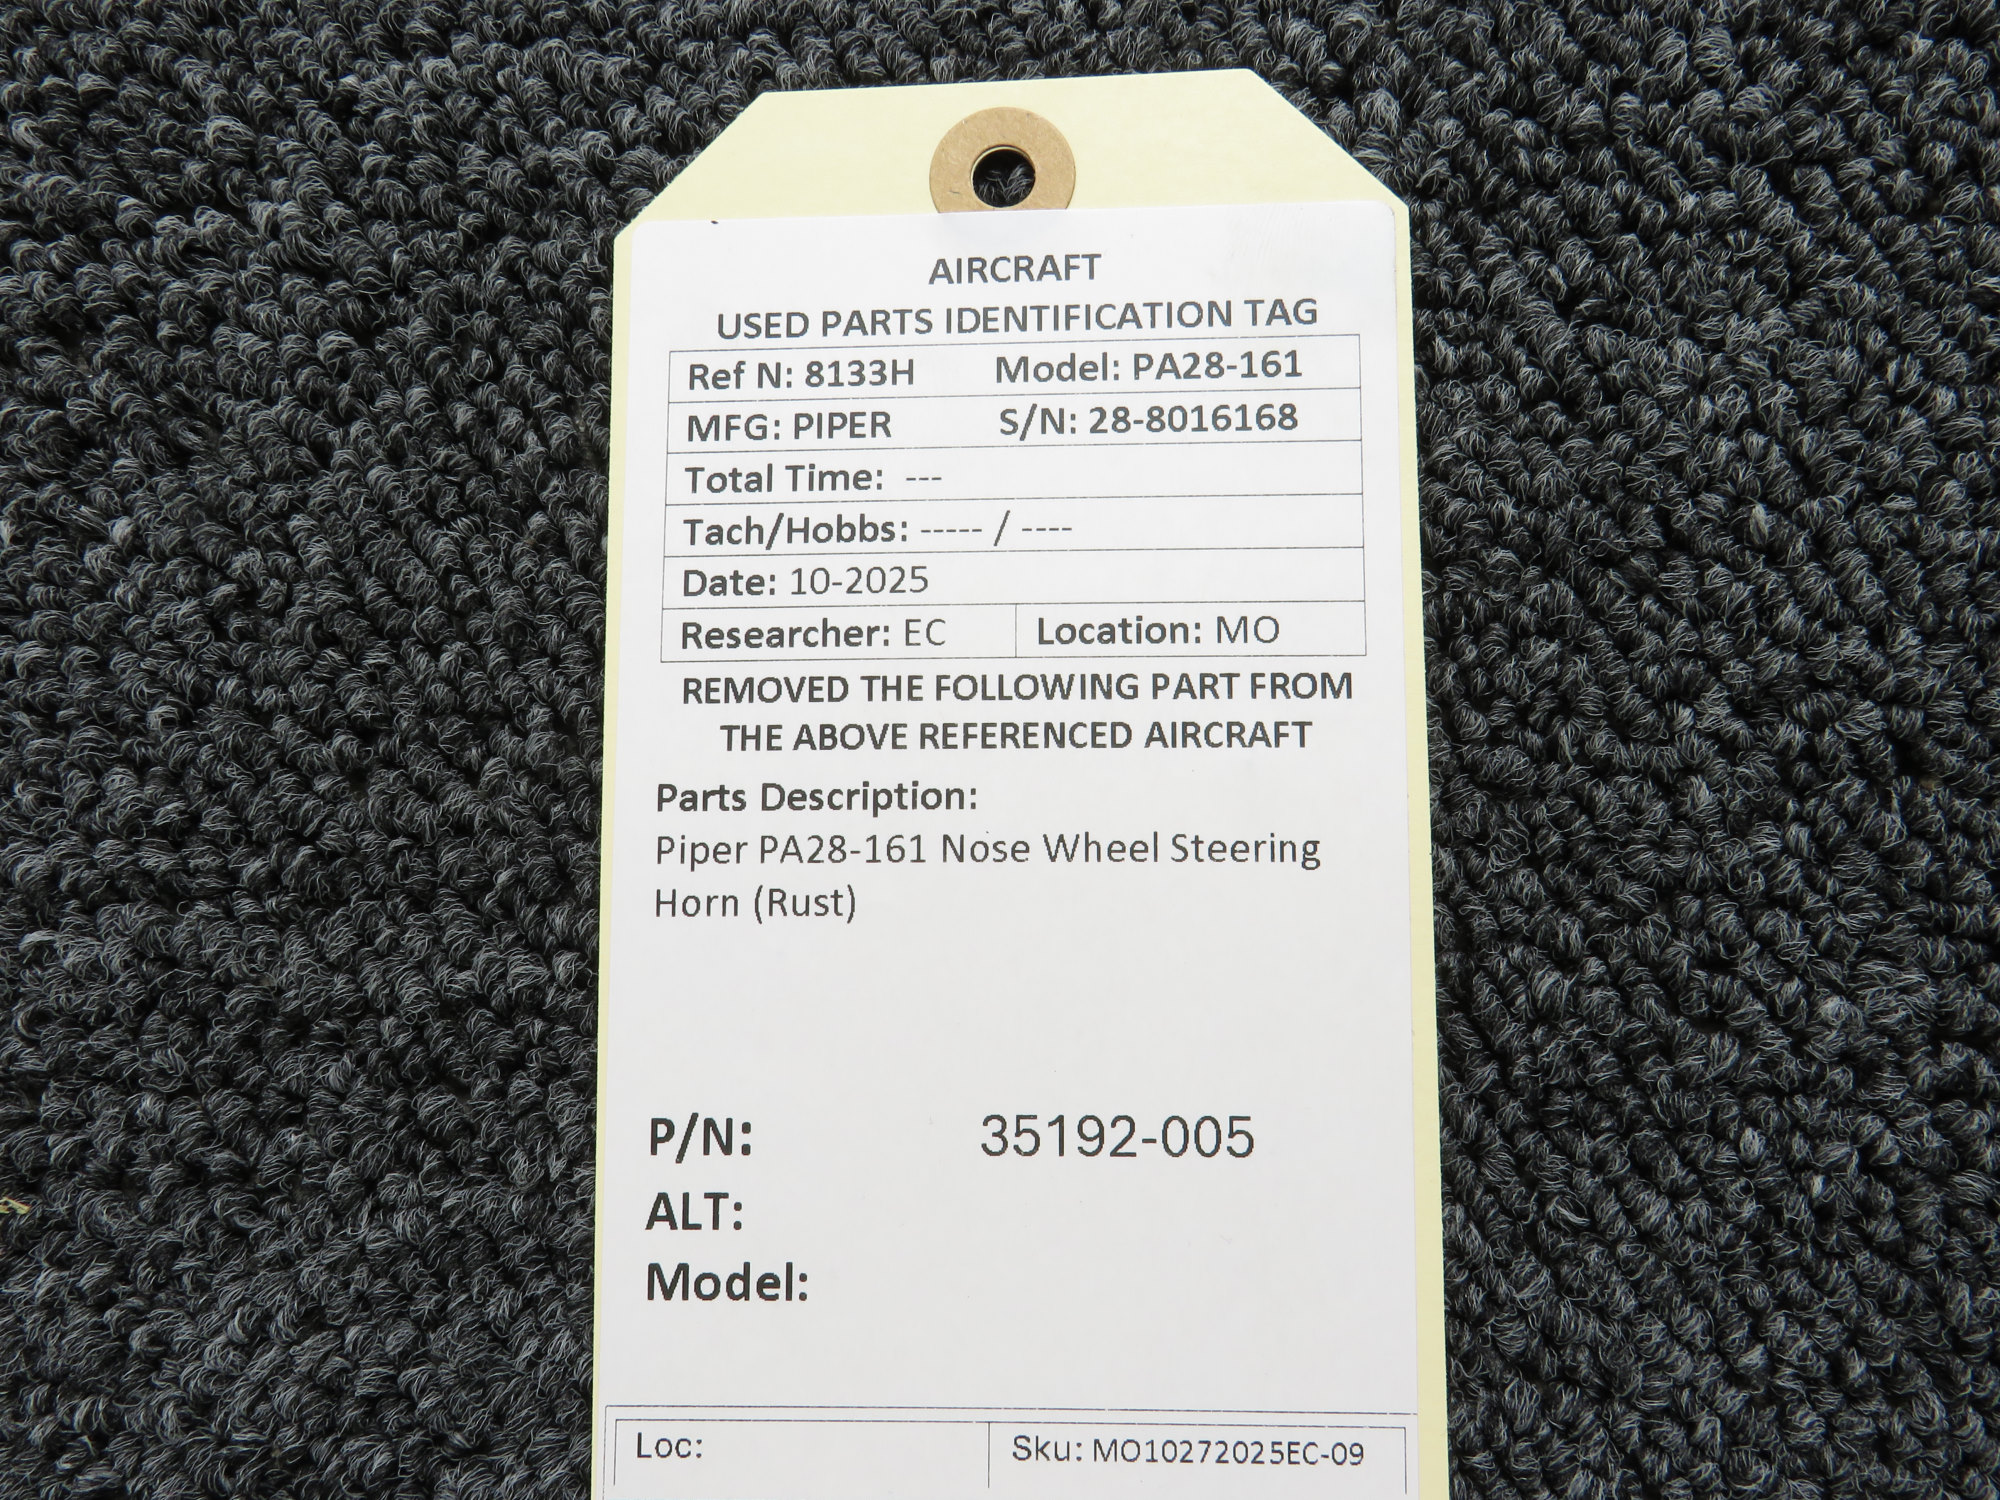 AIRCRAFT
USED PARTS IDENTIFICATION TAG
Ref N: 8133H Model: PA28-161
MFG: PIPER S/N: 28-8016168
Total Time: ---
Tach/Hobbs: ----- / ----
Date: 10-2025
Researcher: EC Location: MO
REMOVED THE FOLLOWING PART FROM
THE ABOVE REFERENCED AIRCRAFT
Parts Description:
Piper PA28-161 Nose Wheel Steering
Horn (Rust)
P/N: 35192-005
ALT:
Model:
Loc: Sku: MO10272025EC-09